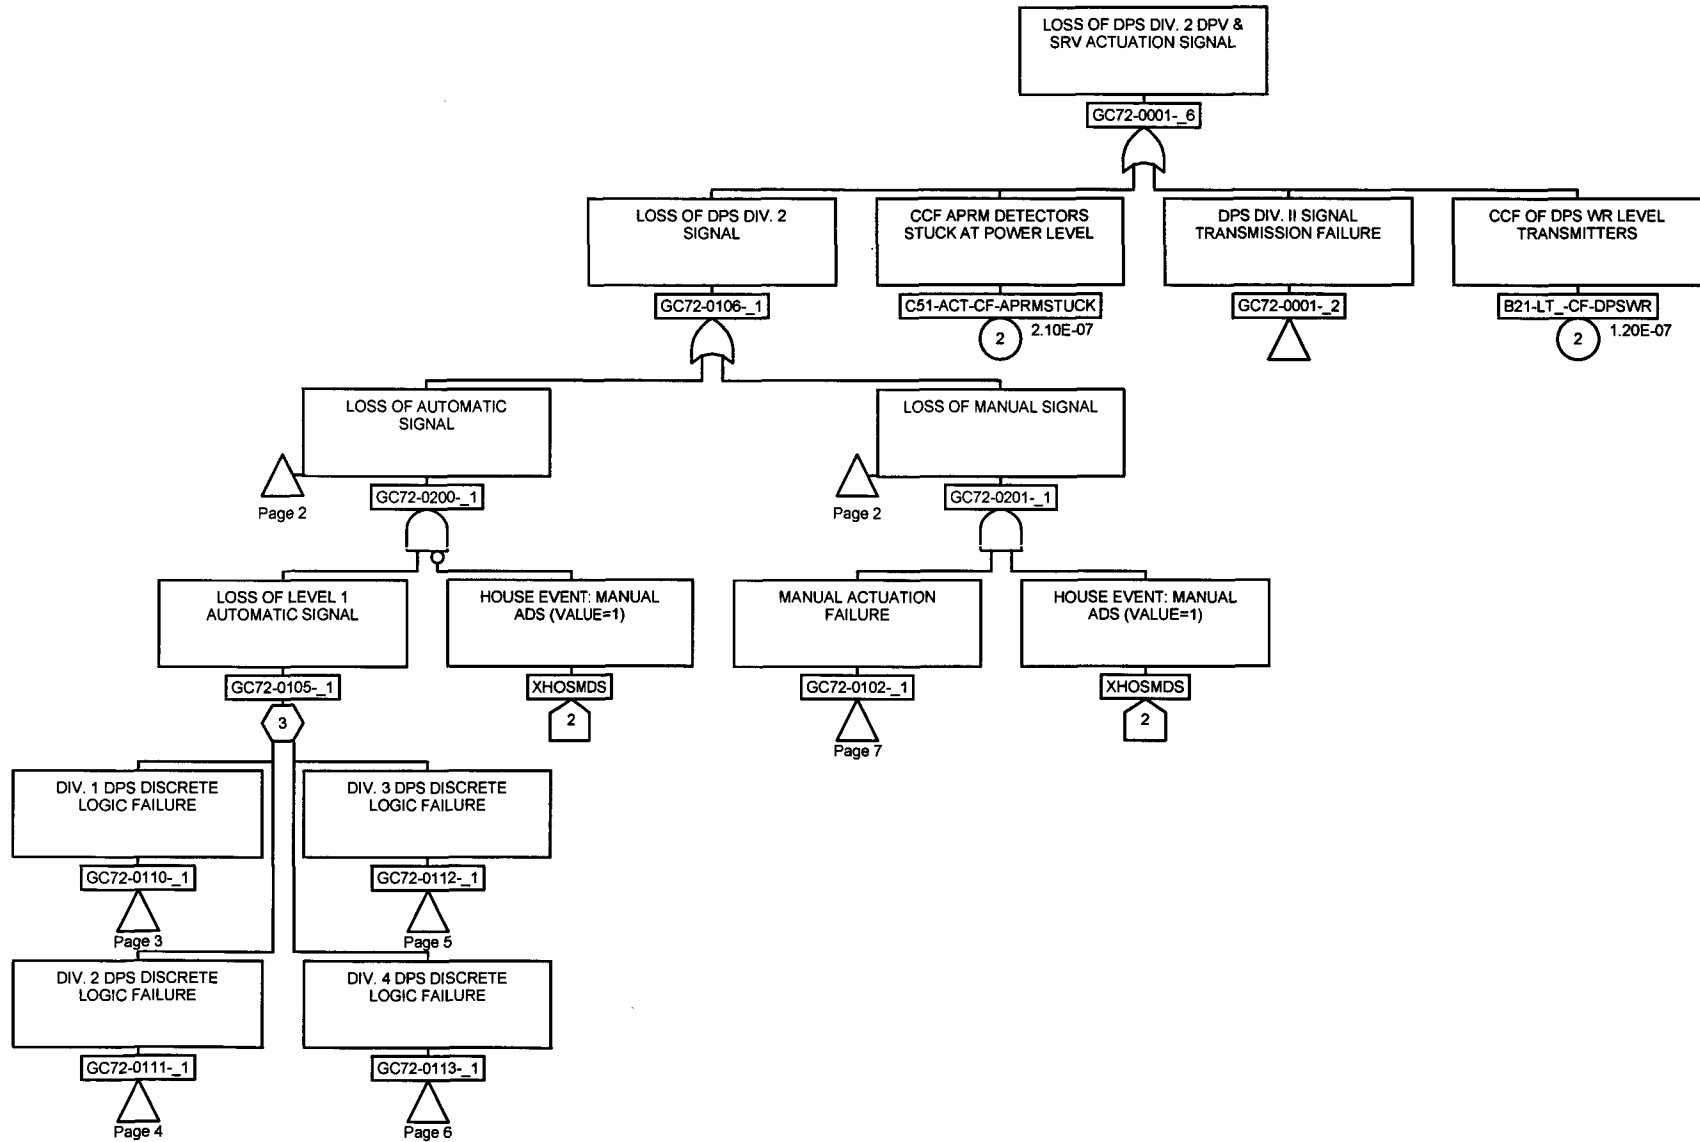 LOSS OF DPS DIV. 2 DPV &
SRV ACTUATION SIGNAL
GC72-0001-_6
LOSS OF DPS DIV. 2
SIGNAL
GC72-0106-_1
CCF APRM DETECTORS
STUCK AT POWER LEVEL
C51-ACT-CF-APRMSTUCK
2
2.10E-07
DPS DIV. II SIGNAL
TRANSMISSION FAILURE
GC72-0001-_2
CCF OF DPS WR LEVEL
TRANSMITTERS
B21-LT_-CF-DPSWR
2
1.20E-07
LOSS OF AUTOMATIC
SIGNAL
Page 2
GC72-0200-_1
LOSS OF MANUAL SIGNAL
Page 2
GC72-0201-_1
LOSS OF LEVEL 1
AUTOMATIC SIGNAL
GC72-0105-_1
3
HOUSE EVENT: MANUAL
ADS (VALUE=1)
XHOSMDS
2
MANUAL ACTUATION
FAILURE
GC72-0102-_1
Page 7
HOUSE EVENT: MANUAL
ADS (VALUE=1)
XHOSMDS
2
DIV. 1 DPS DISCRETE
LOGIC FAILURE
GC72-0110-_1
Page 3
DIV. 3 DPS DISCRETE
LOGIC FAILURE
GC72-0112-_1
Page 5
DIV. 2 DPS DISCRETE
LOGIC FAILURE
GC72-0111-_1
Page 4
DIV. 4 DPS DISCRETE
LOGIC FAILURE
GC72-0113-_1
Page 6